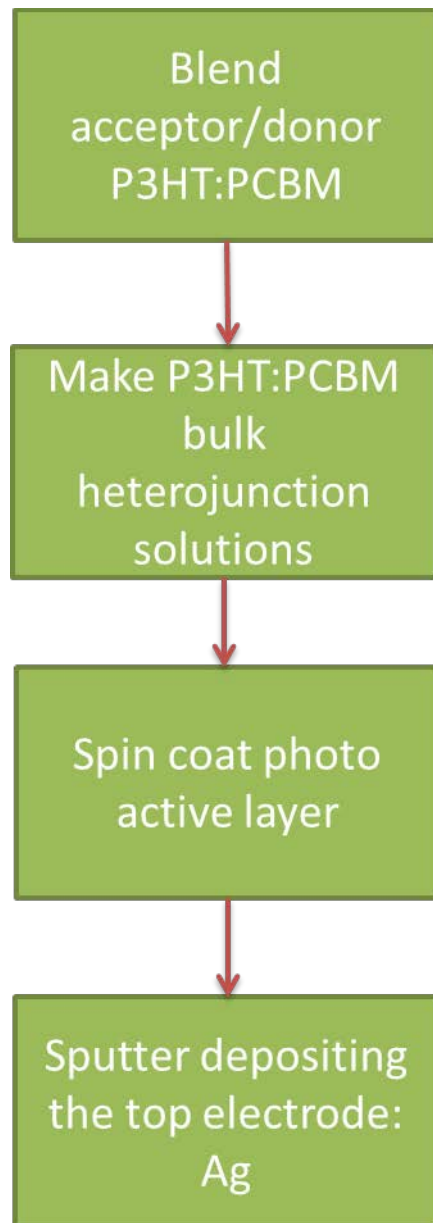 Blend
acceptor/donor
P3HT:PCBM
Make P3HT:PCBM
bulk
heterojunction
solutions
Spin coat photo
active layer
Sputter depositing
the top electrode:
Ag